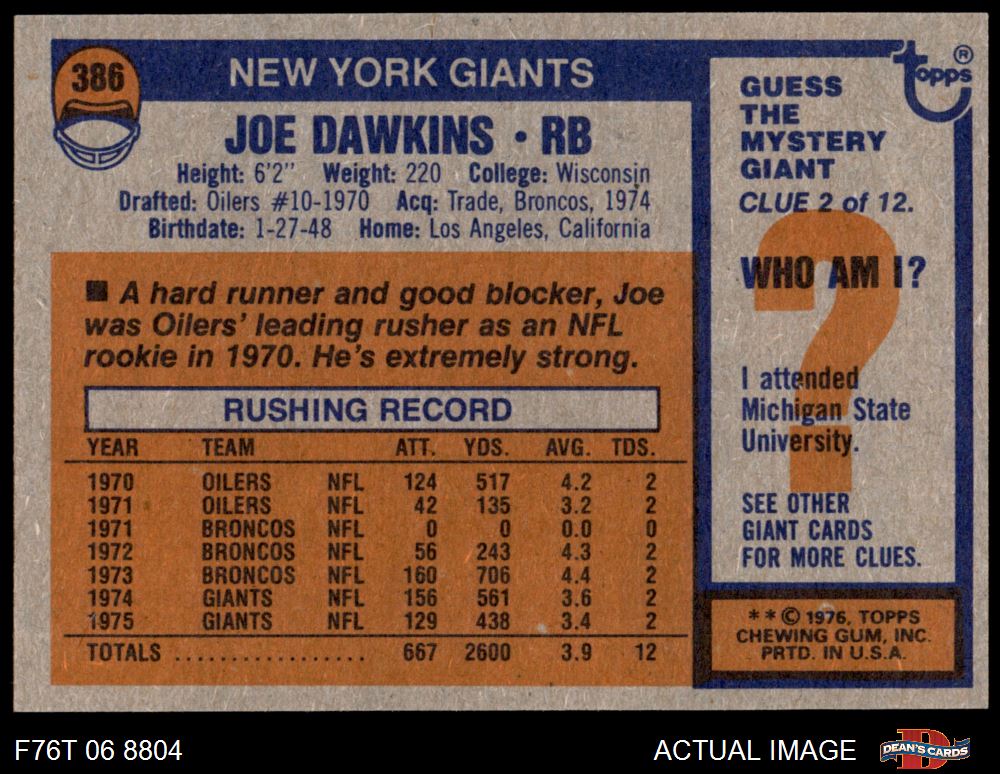 386
NEW YORK GIANTS
JOE DAWKINS • RB
Height: 6'2" Weight: 220 College: Wisconsin
Drafted: Oilers #10-1970 Acq: Trade, Broncos, 1974
Birthdate: 1-27-48 Home: Los Angeles, California
■ A hard runner and good blocker, Joe
was Oilers' leading rusher as an NFL
rookie in 1970. He's extremely strong.
RUSHING RECORD
YEAR TEAM ATT. YDS. AVG. TDS.
1970 OILERS NFL 124 517 4.2 2
1971 OILERS NFL 42 135 3.2 2
1971 BRONCOS NFL 0 0 0.0 0
1972 BRONCOS NFL 56 243 4.3 2
1973 BRONCOS NFL 160 706 4.4 2
1974 GIANTS NFL 156 561 3.6 2
1975 GIANTS NFL 129 438 3.4 2
TOTALS .................. 667 2600 3.9 12
Topps ®
GUESS
THE
MYSTERY
GIANT
CLUE 2 of 12.
?
WHO AM I?
I attended
Michigan State
University.
SEE OTHER
GIANT CARDS
FOR MORE CLUES.
**© 1976, TOPPS
CHEWING GUM, INC.
PRTD. IN U.S.A.
F76T 06 8804
ACTUAL IMAGE
D
DEAN'S CARDS